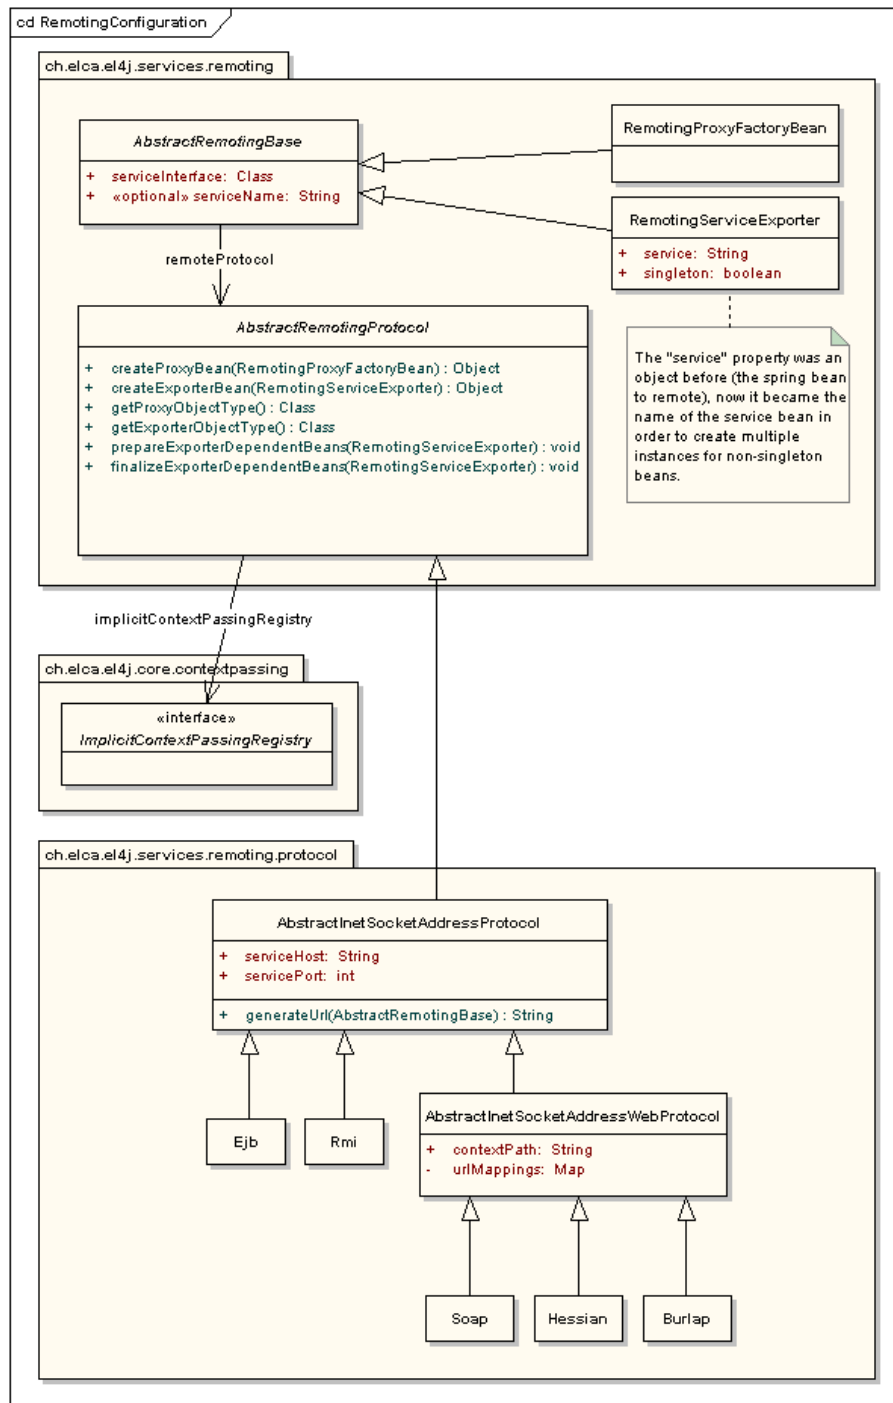 cd RemotingConfiguration
ch.elca.el4j.services.remoting
AbstractRemotingBase
+ serviceInterface: Class
+ «optional» serviceName: String
RemotingProxyFactoryBean
RemotingServiceExporter
+ service: String
+ singleton: boolean
remoteProtocol
AbstractRemotingProtocol
+ createProxyBean(RemotingProxyFactoryBean) : Object
+ createExporterBean(RemotingServiceExporter) : Object
+ getProxyObjectType() : Class
+ getExporterObjectType() : Class
+ prepareExporterDependentBeans(RemotingServiceExporter) : void
+ finalizeExporterDependentBeans(RemotingServiceExporter) : void
The "service" property was an
object before (the spring bean
to remote), now it became the
name of the service bean in
order to create multiple
instances for non-singleton
beans.
implicitContextPassingRegistry
ch.elca.el4j.core.contextpassing
«interface»
ImplicitContextPassingRegistry
ch.elca.el4j.services.remoting.protocol
AbstractInetSocketAddressProtocol
+ serviceHost: String
+ servicePort: int
+ generateUrl(AbstractRemotingBase) : String
Ejb
Rmi
AbstractInetSocketAddressWebProtocol
+ contextPath: String
- urlMappings: Map
Soap
Hessian
Burlap